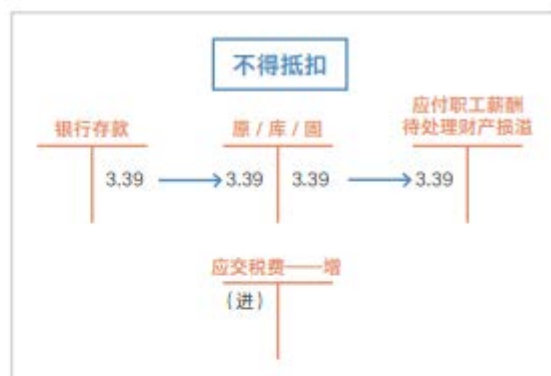 不得抵扣
银行存款
原/库/固
应付职工薪酬
待处理财产损溢
3.39 3.39 3.39 3.39
应交税费——增
(进)